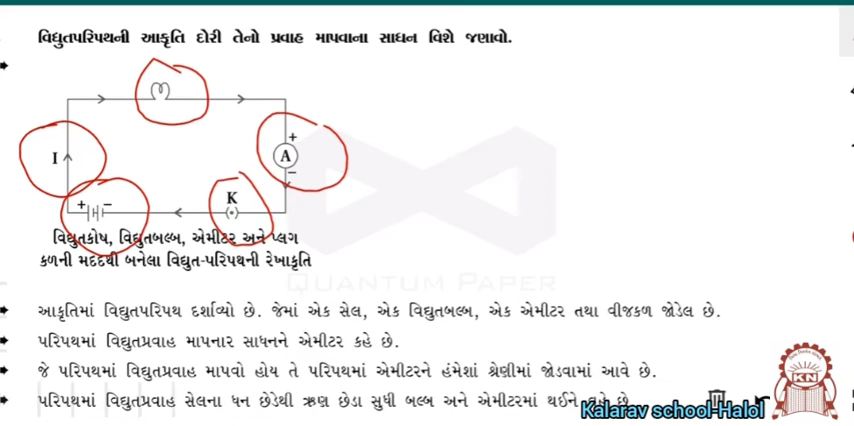 વિદ્યુતપરિપથની આકૃતિ દોરી તેનો પ્રવાહ માપવાના સાધન વિશે જણાવો.
+
I
A
−
+
−
K
વિદ્યુતકોષ, વિદ્યુતબલ્બ, એમીટર અને પ્લગ
કળની મદદથી બનેલા વિદ્યુત-પરિપથની રેખાકૃતિ
QUANTUM PAPER
આકૃતિમાં વિદ્યુતપરિપથ દર્શાવ્યો છે. જેમાં એક સેલ, એક વિદ્યુતબલ્બ, એક એમીટર તથા વીજકળ જોડેલ છે.
પરિપથમાં વિદ્યુતપ્રવાહ માપનાર સાધનને એમીટર કહે છે.
જે પરિપથમાં વિદ્યુતપ્રવાહ માપવો હોય તે પરિપથમાં એમીટરને હંમેશાં શ્રેણીમાં જોડવામાં આવે છે.
પરિપથમાં વિદ્યુતપ્રવાહ સેલના ધન છેડેથી ઋણ છેડા સુધી બલ્બ અને એમીટરમાં થઈને વહે છે.
KN
Kalarav school-Halol